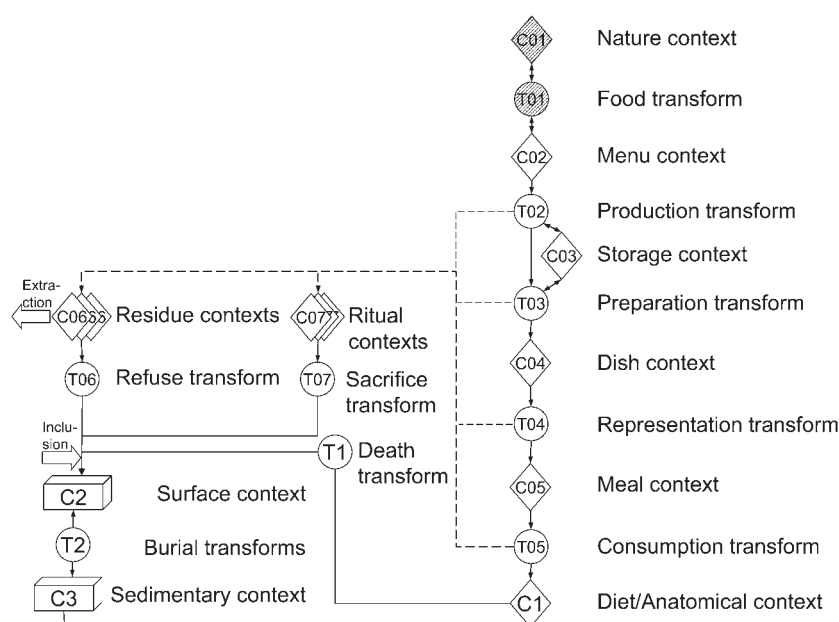 C01 Nature context
T01 Food transform
C02 Menu context
T02 Production transform
C03 Storage context
Extra-
ction
C06 Residue contexts
C07 Ritual
contexts
T03 Preparation transform
C04 Dish context
T06 Refuse transform
T07 Sacrifice
transform
T04 Representation transform
Inclu-
sion
T1 Death
transform
C2 Surface context
C05 Meal context
T2 Burial transforms
T05 Consumption transform
C3 Sedimentary context
C1 Diet/Anatomical context